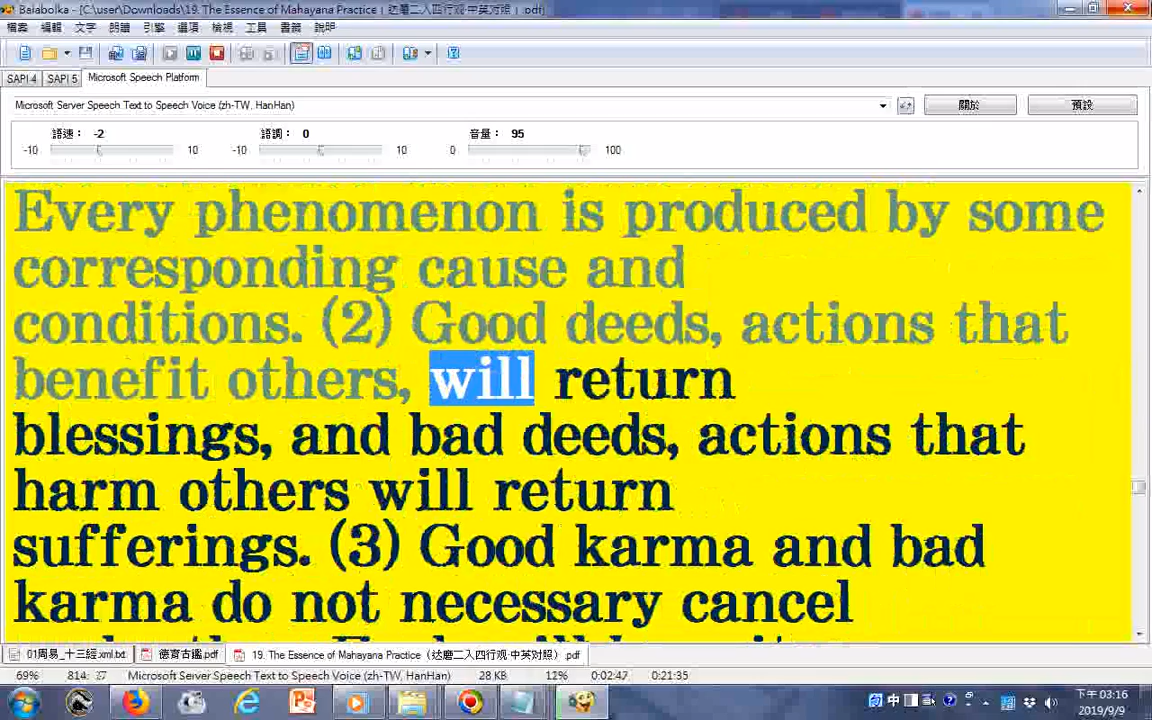 Balabolka - [C:\user\Downloads\19. The Essence of Mahayana Practice（达磨二入四行观·中英对照）.pdf]
檔案 編輯 文字 朗讀 引擎 選項 檢視 工具 書籤 說明
SAPI 4 SAPI 5 Microsoft Speech Platform
Microsoft Server Speech Text to Speech Voice (zh-TW, HanHan) 關於 預設
語速： -2 語調： 0 音量： 95
-10 10 -10 10 0 100
Every phenomenon is produced by some
corresponding cause and
conditions. (2) Good deeds, actions that
benefit others, will return
blessings, and bad deeds, actions that
harm others will return
sufferings. (3) Good karma and bad
karma do not necessary cancel
01周易_十三經.xml.txt 德育古鑑.pdf 19. The Essence of Mahayana Practice（达磨二入四行观·中英对照）.pdf
69% 814: 27 Microsoft Server Speech Text to Speech Voice (zh-TW, HanHan) 28 KB 12% 0:02:47 0:21:35
中 下午 03:16
2019/9/9